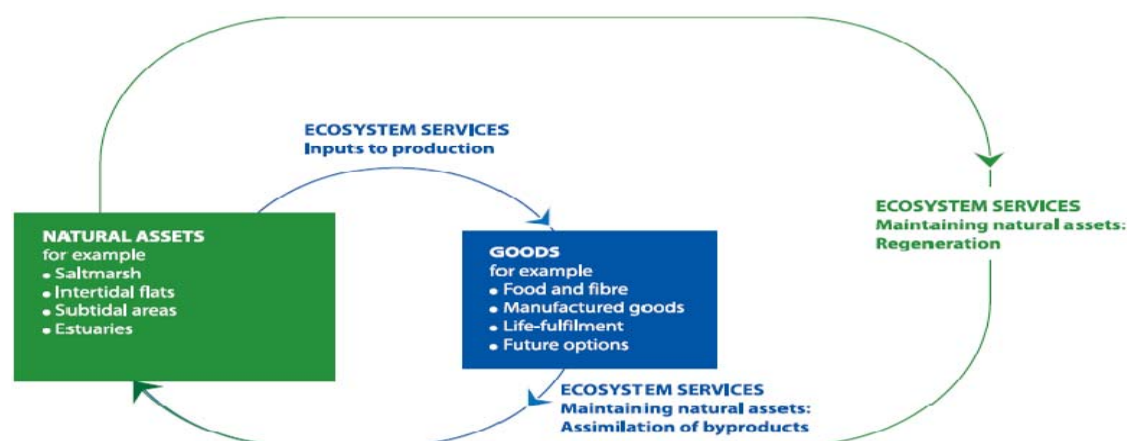 ECOSYSTEM SERVICES
Inputs to production
NATURAL ASSETS
for example
• Saltmarsh
• Intertidal flats
• Subtidal areas
• Estuaries
GOODS
for example
• Food and fibre
• Manufactured goods
• Life-fulfilment
• Future options
ECOSYSTEM SERVICES
Maintaining natural assets:
Regeneration
ECOSYSTEM SERVICES
Maintaining natural assets:
Assimilation of byproducts